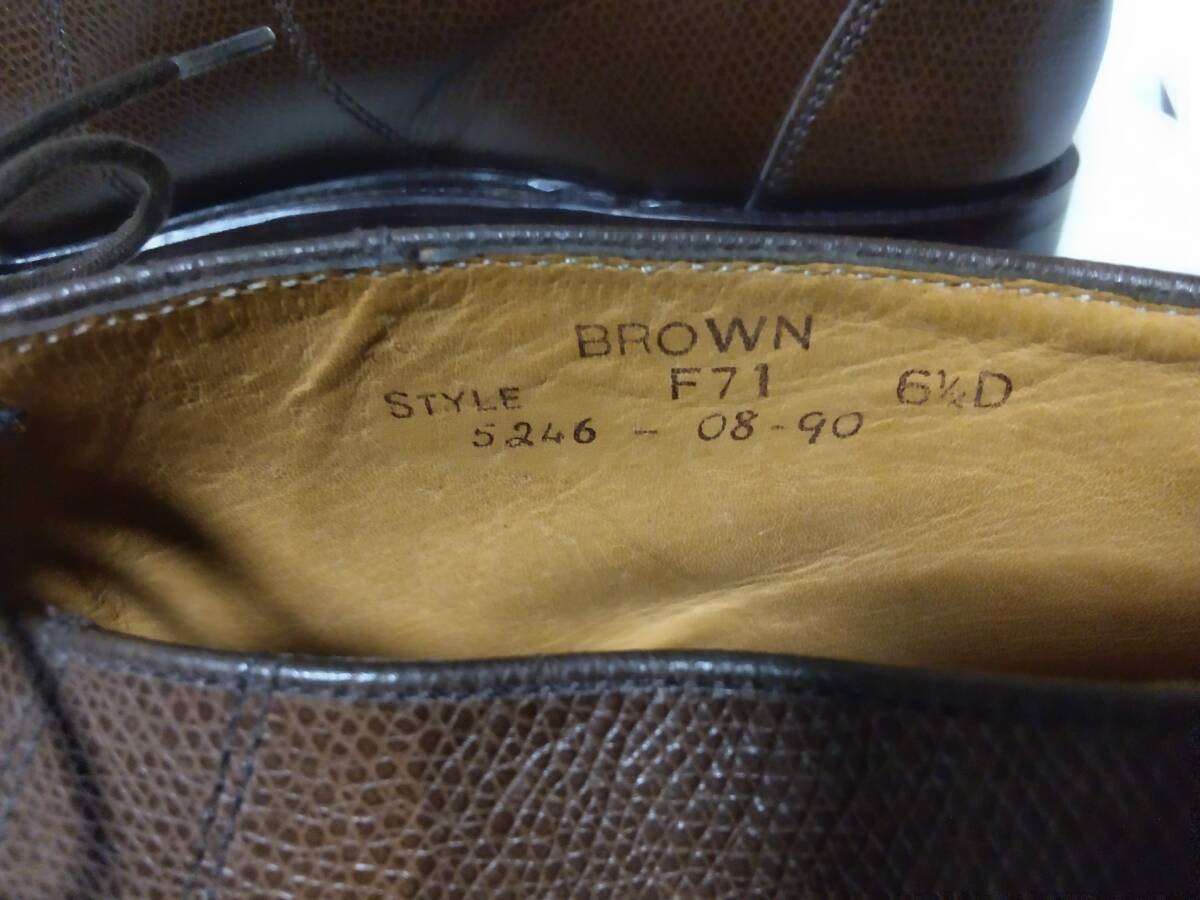 BROWN
STYLE F71 6½D
5246 - 08-90